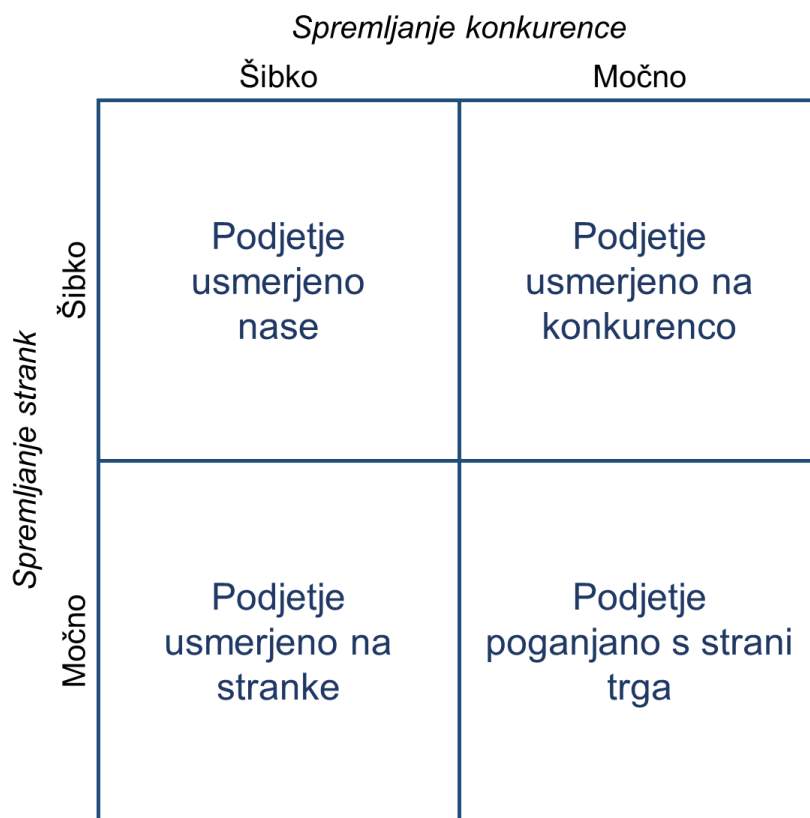 Spremljanje konkurence
Šibko
Močno
Spremljanje strank
Šibko
Podjetje
usmerjeno
nase
Podjetje
usmerjeno na
konkurenco
Močno
Podjetje
usmerjeno na
stranke
Podjetje
poganjano s strani
trga